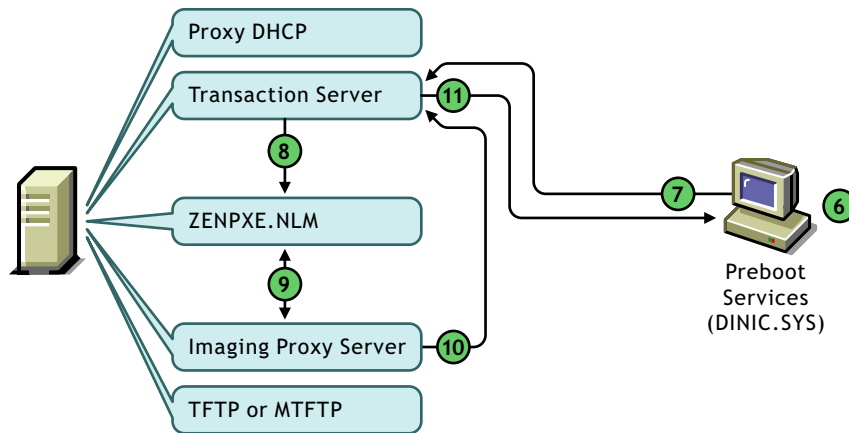 Proxy DHCP
Transaction Server
11
8
7
6
ZENPXE.NLM
9
Preboot
Services
(DINIC.SYS)
Imaging Proxy Server
10
TFTP or MTFTP